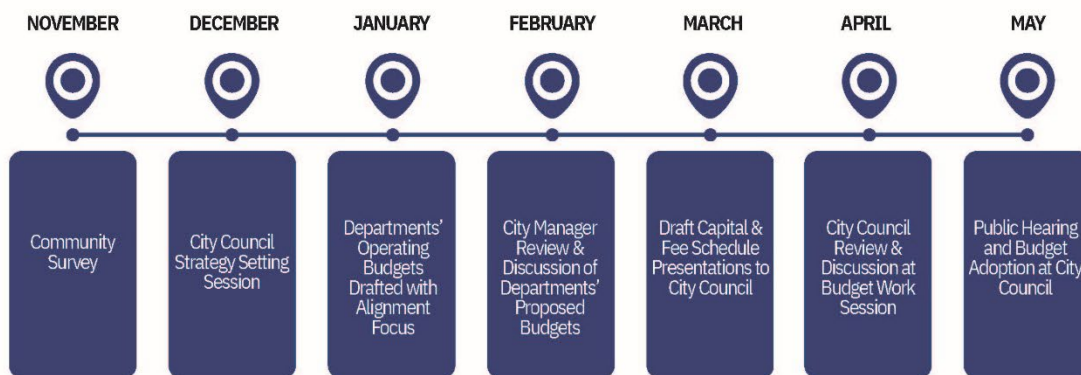 NOVEMBER
DECEMBER
JANUARY
FEBRUARY
MARCH
APRIL
MAY
Community
Survey
City Council
Strategy Setting
Session
Departments'
Operating
Budgets
Drafted with
Alignment
Focus
City Manager
Review &
Discussion of
Departments'
Proposed
Budgets
Draft Capital &
Fee Schedule
Presentations to
City Council
City Council
Review &
Discussion at
Budget Work
Session
Public Hearing
and Budget
Adoption at City
Council